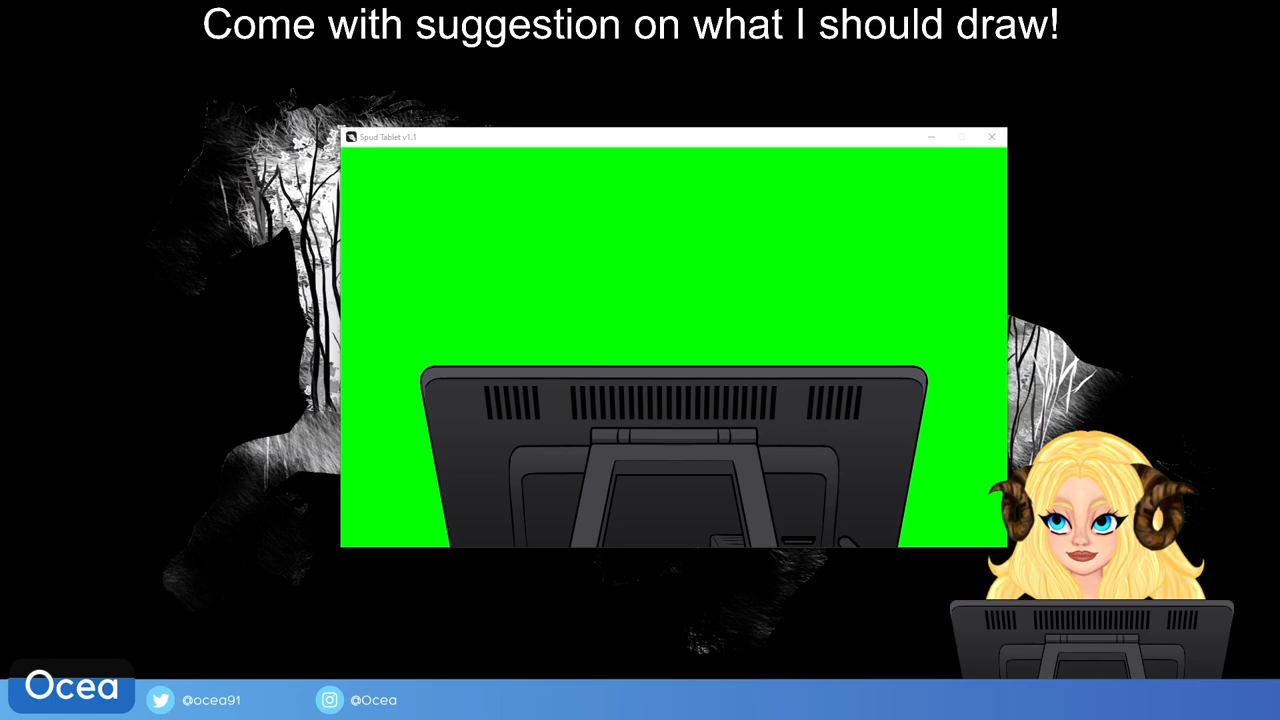 Come with suggestion on what I should draw!
Spud Tablet v1.1
Ocea
@ocea91
@Ocea